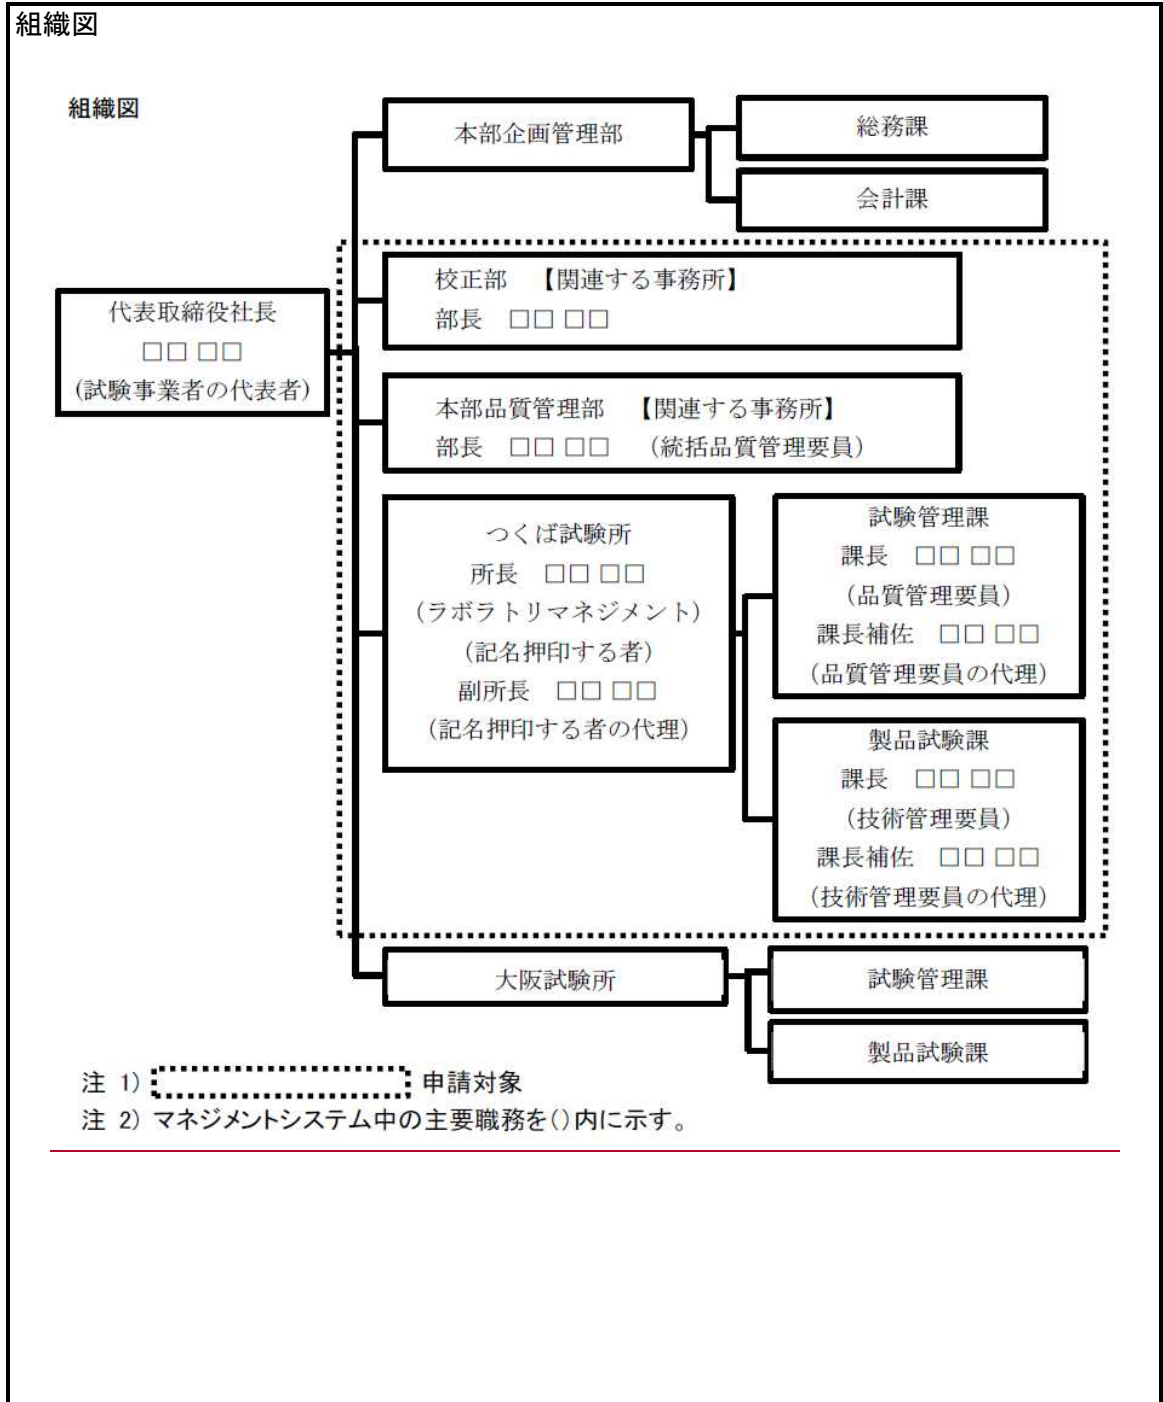 組織図
組織図
本部企画管理部
総務課
会計課
代表取締役社長
□□ □□
(試験事業者の代表者)
校正部 【関連する事務所】
部長 □□ □□
本部品質管理部 【関連する事務所】
部長 □□ □□ (統括品質管理要員)
つくば試験所
所長 □□ □□
(ラボラトリマネジメント)
(記名押印する者)
副所長 □□ □□
(記名押印する者の代理)
試験管理課
課長 □□ □□
(品質管理要員)
課長補佐 □□ □□
(品質管理要員の代理)
製品試験課
課長 □□ □□
(技術管理要員)
課長補佐 □□ □□
(技術管理要員の代理)
大阪試験所
試験管理課
製品試験課
注 1) 申請対象
注 2) マネジメントシステム中の主要職務を()内に示す。